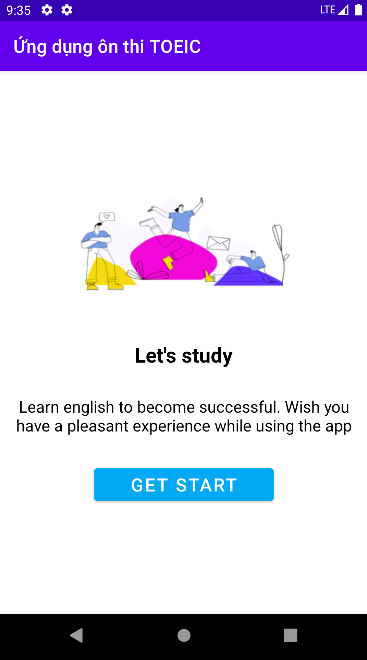 9:35
LTE
Ứng dụng ôn thi TOEIC
Let's study
Learn english to become successful. Wish you
have a pleasant experience while using the app
GET START